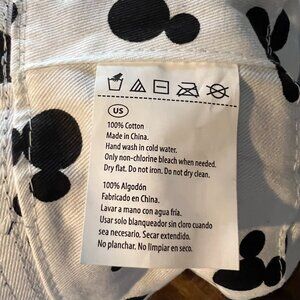 US
100% Cotton
Made in China.
Hand wash in cold water.
Only non-chlorine bleach when needed.
Dry flat. Do not iron. Do not dry clean.
100% Algodón
Fabricado en China.
Lavar a mano con agua fría.
Usar solo blanqueador sin cloro cuando
sea necesario, Secar extendido.
No planchar. No limpiar en seco.